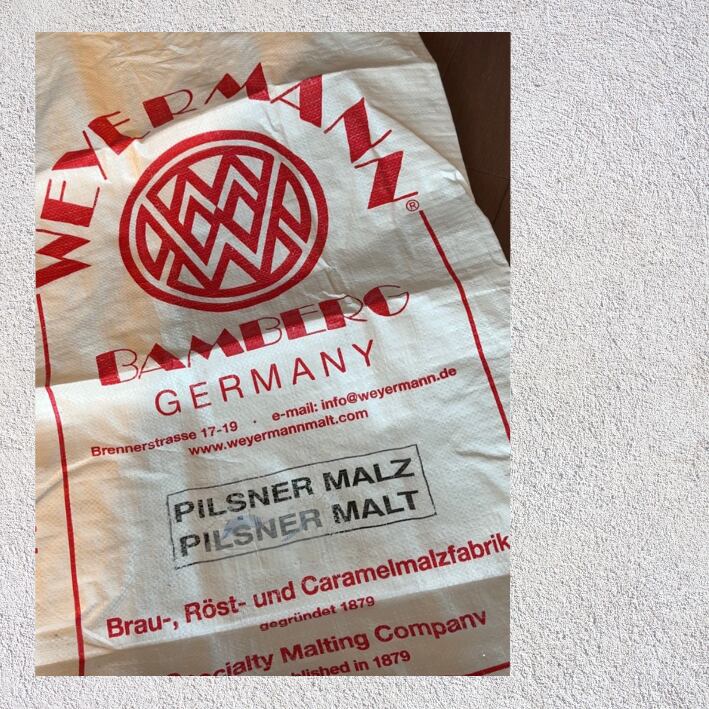 WEYERMANN®
BAMBERG
GERMANY
Brennerstrasse 17-19 · e-mail: info@weyermann.de
www.weyermannmalt.com
PILSNER MALZ
PILSNER MALT
Brau-, Röst- und Caramelmalzfabrik
gegründet 1879
Malting Company
in 1879